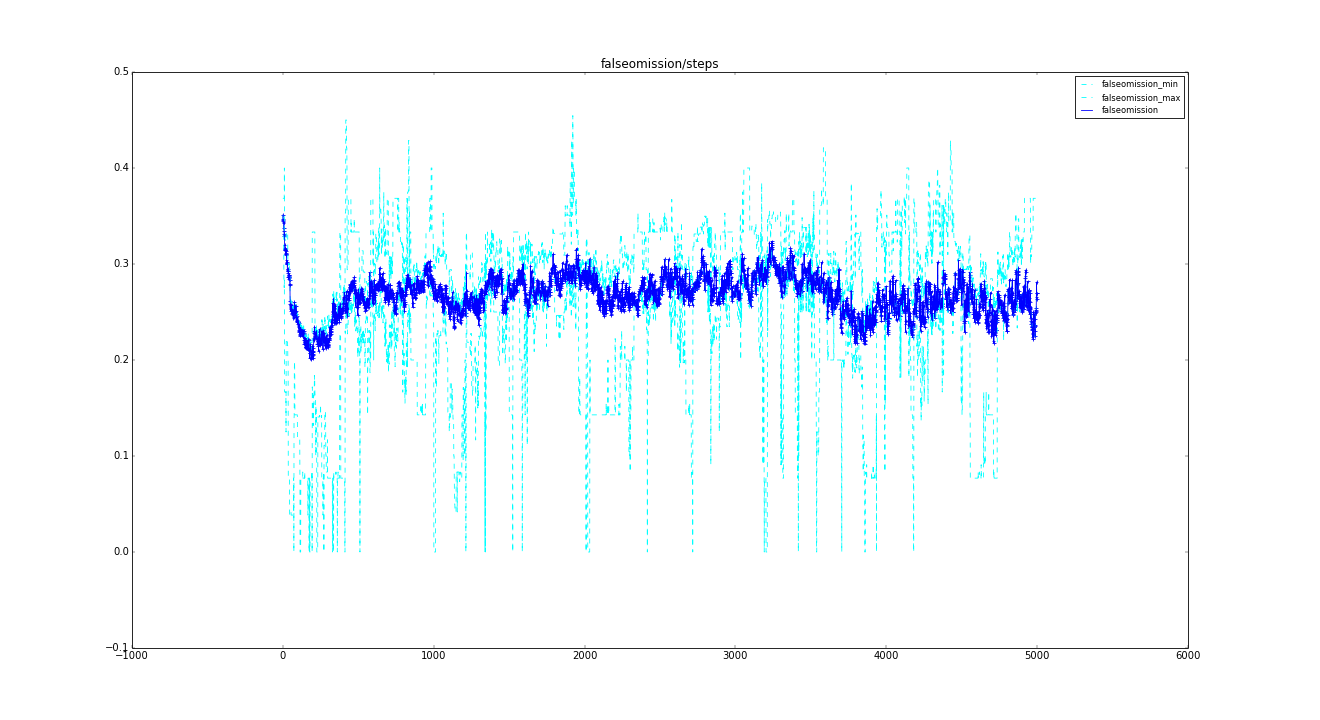 falseomission/steps
0.5
0.4
0.3
0.2
0.1
0.0
−0.1
−1000 0 1000 2000 3000 4000 5000 6000
falseomission_min
falseomission_max
falseomission